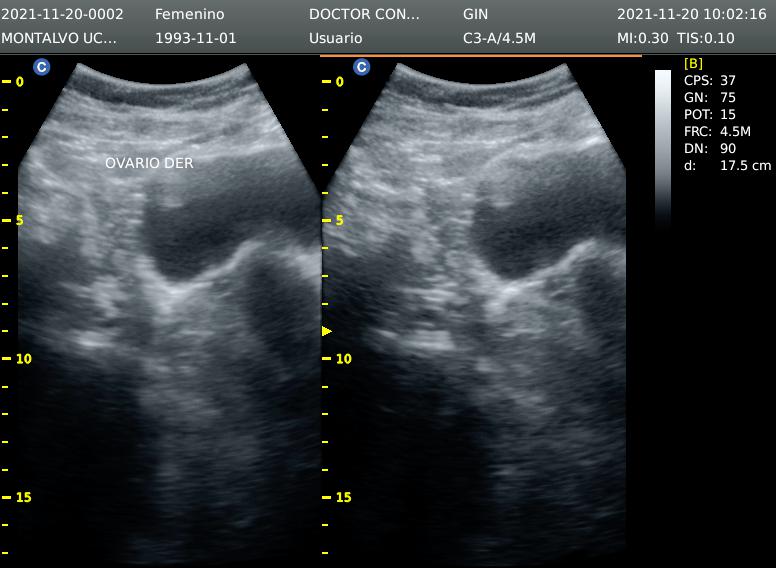 2021-11-20-0002 Femenino DOCTOR CON... GIN 2021-11-20 10:02:16
MONTALVO UC... 1993-11-01 Usuario C3-A/4.5M MI:0.30 TIS:0.10
C C
[B]
CPS: 37
GN: 75
POT: 15
FRC: 4.5M
DN: 90
d: 17.5 cm
OVARIO DER
0 0
5 5
10 10
15 15